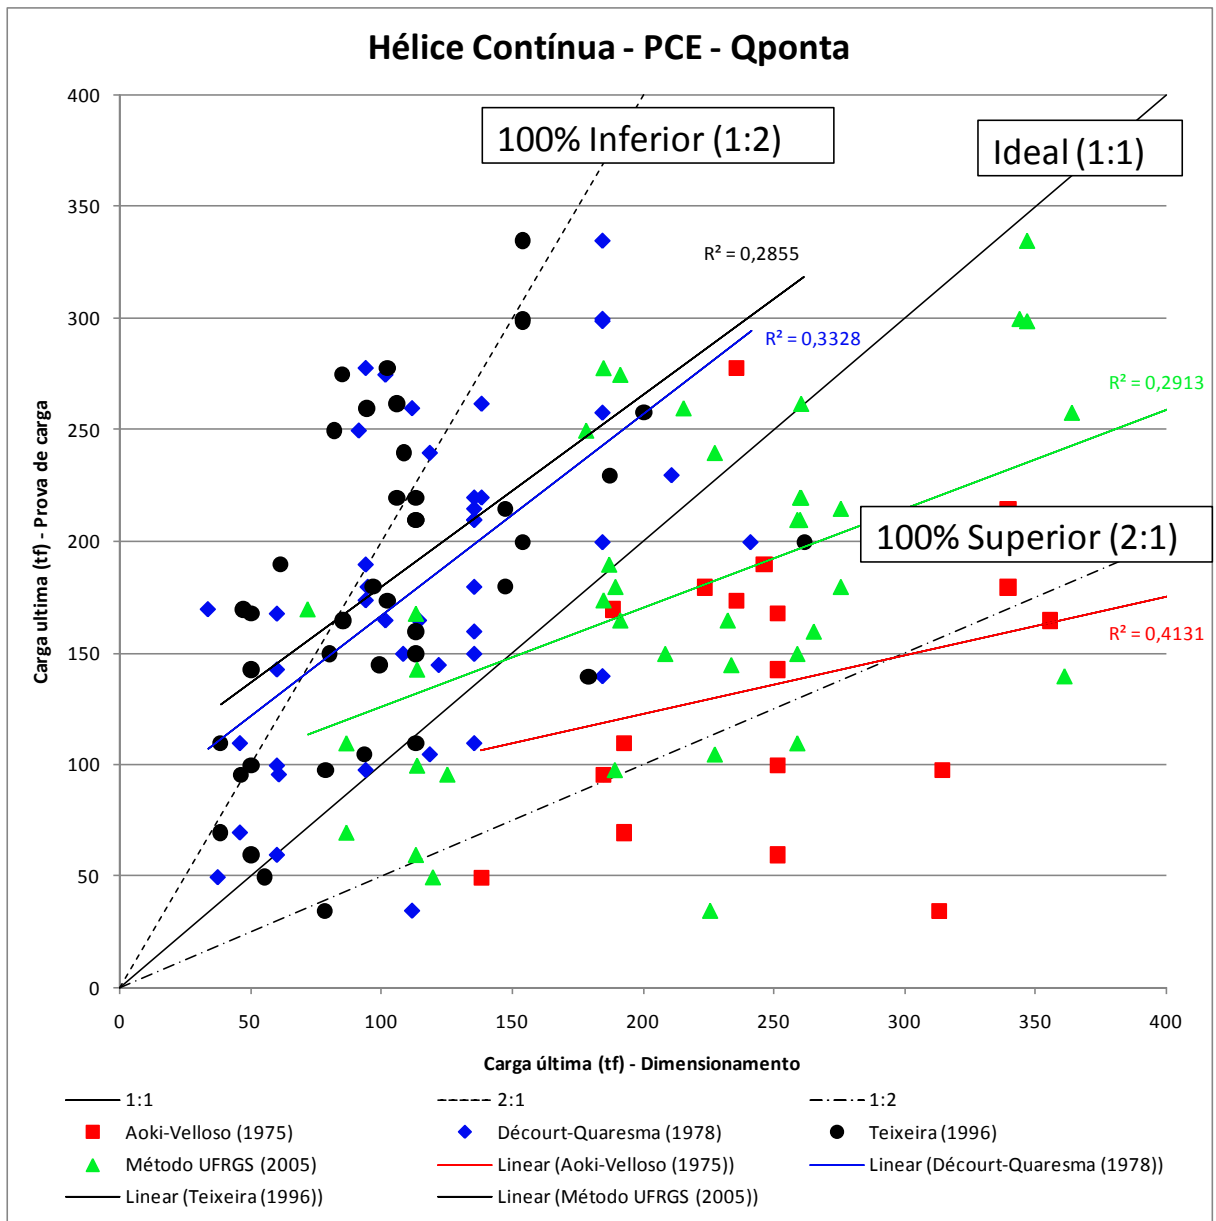 Hélice Contínua - PCE - Qponta
400
350
300
250
200
150
100
50
0
Carga ultima (tf) - Prova de carga
100% Inferior (1:2)
Ideal (1:1)
R² = 0,2855
R² = 0,3328
R² = 0,2913
100% Superior (2:1)
R² = 0,4131
0 50 100 150 200 250 300 350 400
Carga última (tf) - Dimensionamento
1:1 2:1 1:2
Aoki-Velloso (1975) Décourt-Quaresma (1978) Teixeira (1996)
Método UFRGS (2005) Linear (Aoki-Velloso (1975)) Linear (Décourt-Quaresma (1978))
Linear (Teixeira (1996)) Linear (Método UFRGS (2005))